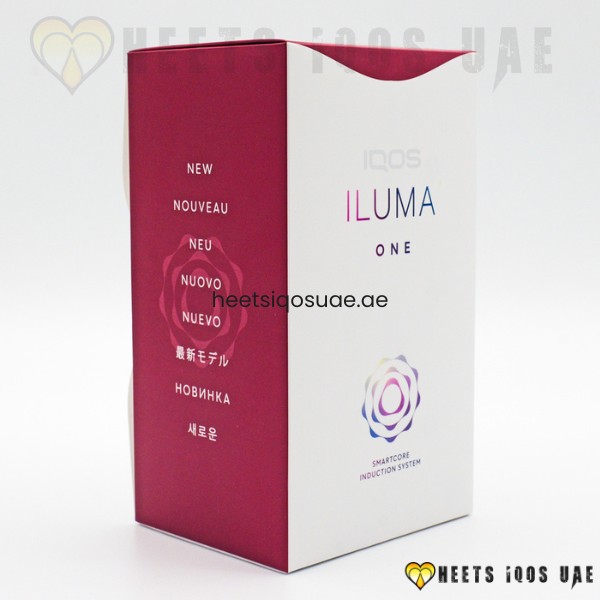 HEETS iQOS UAE
NEW
NOUVEAU
NEU
NUOVO
NUEVO
最新モデル
НОВИНКА
새로운
IQOS
ILUMA
ONE
SMARTCORE
INDUCTION SYSTEM
heetsiqosuae.ae
HEETS iQOS UAE